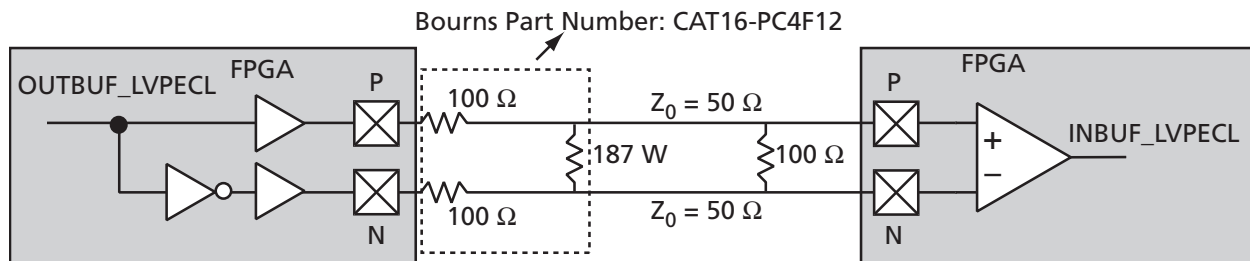 Bourns Part Number: CAT16-PC4F12
OUTBUF_LVPECL
FPGA
P
100 Ω
Z0 = 50 Ω
187 W
100 Ω
100 Ω
N
Z0 = 50 Ω
FPGA
P
+
−
INBUF_LVPECL
N